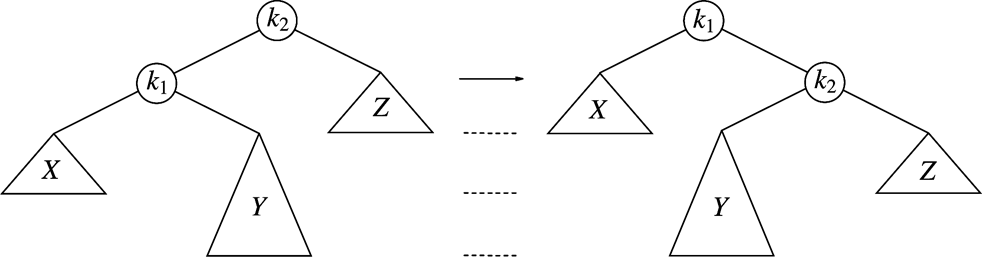 k₂ k₁
k₁ k₂
Z X
X Z
Y Y